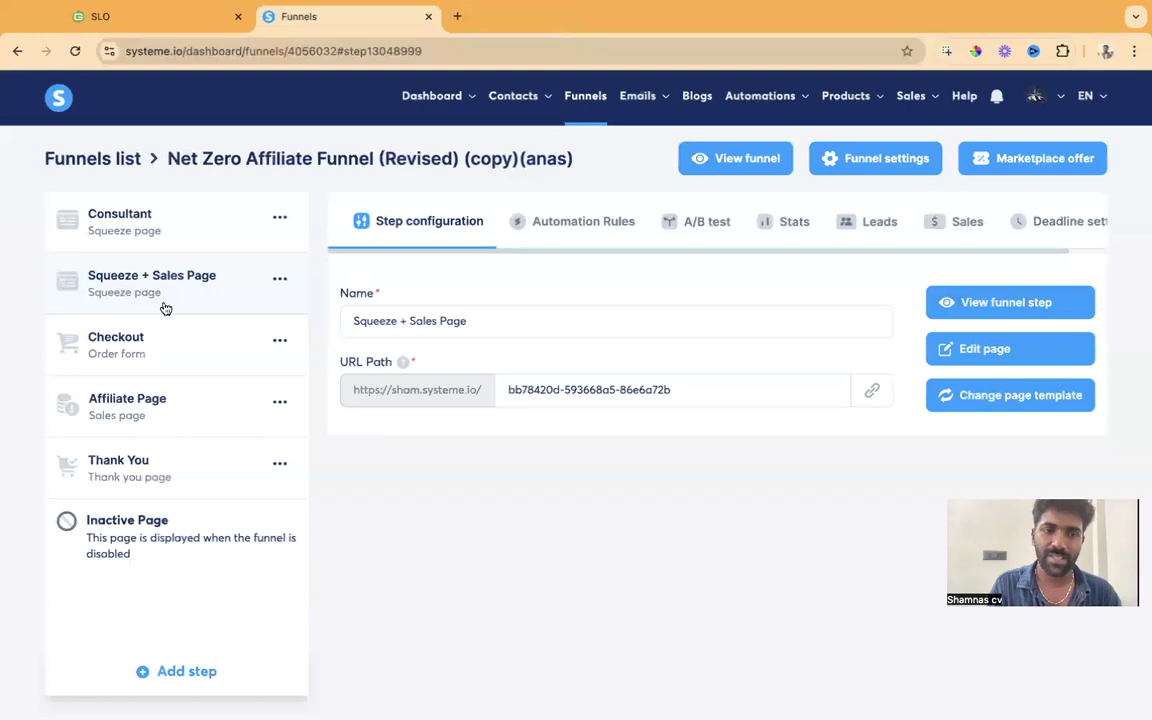 SLO
Funnels
systeme.io/dashboard/funnels/4056032#step13048999
S
Dashboard
Contacts
Funnels
Emails
Blogs
Automations
Products
Sales
Help
EN
Funnels list > Net Zero Affiliate Funnel (Revised) (copy)(anas)
View funnel
Funnel settings
Marketplace offer
Consultant
Squeeze page
Squeeze + Sales Page
Squeeze page
Checkout
Order form
Affiliate Page
Sales page
Thank You
Thank you page
Inactive Page
This page is displayed when the funnel is
disabled
Add step
Step configuration
Automation Rules
A/B test
Stats
Leads
Sales
Deadline sett
Name*
Squeeze + Sales Page
URL Path ? *
https://sham.systeme.io/
bb78420d-593668a5-86e6a72b
View funnel step
Edit page
Change page template
Shamnas cv